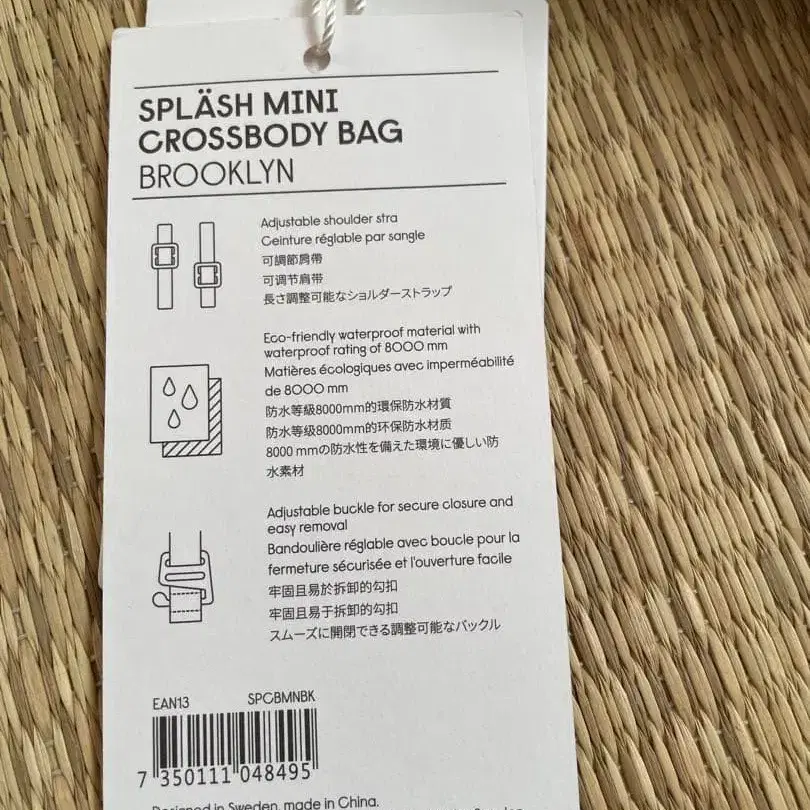 SPLÄSH MINI
CROSSBODY BAG
BROOKLYN
Adjustable shoulder stra
Ceinture réglable par sangle
可調節肩帶
可调节肩带
長さ調整可能なショルダーストラップ
Eco-friendly waterproof material with
waterproof rating of 8000 mm
Matières écologiques avec imperméabilité
de 8000 mm
防水等級8000mm的環保防水材質
防水等级8000mm的环保防水材质
8000 mmの防水性を備えた環境に優しい防
水素材
Adjustable buckle for secure closure and
easy removal
Bandoulière réglable avec boucle pour la
fermeture sécurisée et l'ouverture facile
牢固且易於拆卸的勾扣
牢固且易于拆卸的勾扣
スムーズに開閉できる調整可能なバックル
EAN13 SPCBMNBK
7 350111 048495
Designed in Sweden, made in China.